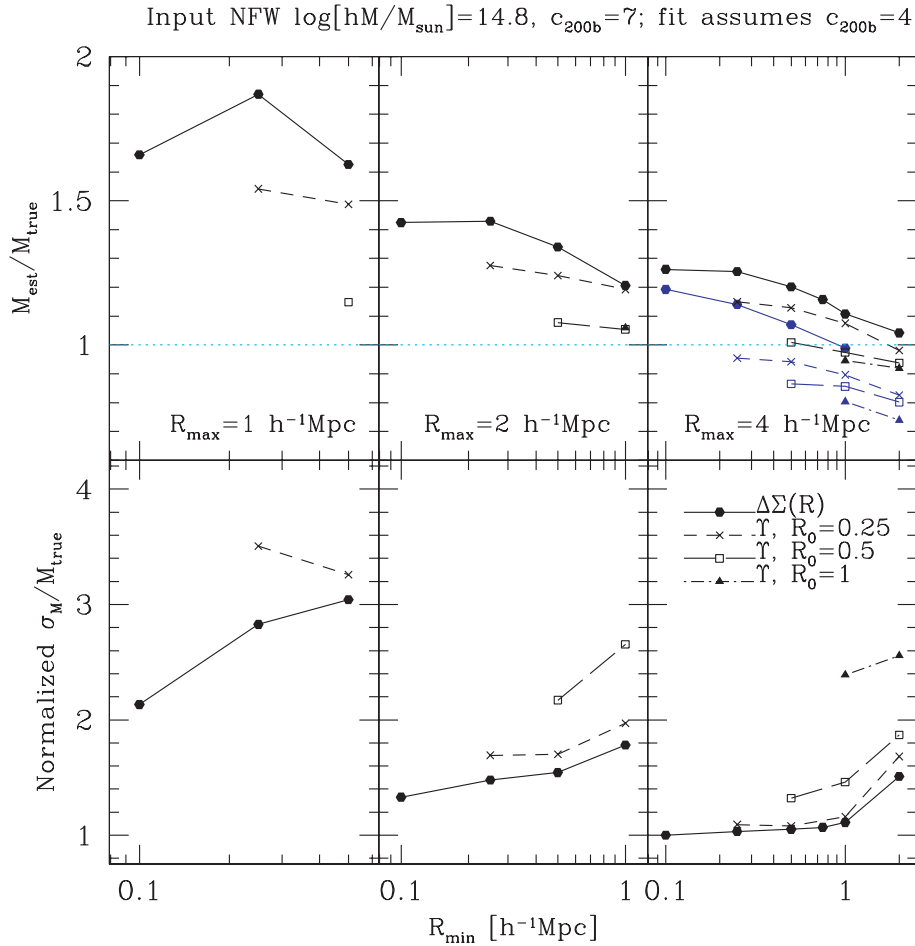 Input NFW log[hM/M_sun]=14.8, c_200b=7; fit assumes c_200b=4
2
1.5
1
M_est/M_true
R_max=1 h⁻¹Mpc
R_max=2 h⁻¹Mpc
R_max=4 h⁻¹Mpc
4
3
2
1
Normalized σ_M/M_true
ΔΣ(R)
Υ, R_0=0.25
Υ, R_0=0.5
Υ, R_0=1
0.1
0.1
1
0.1
1
R_min [h⁻¹Mpc]